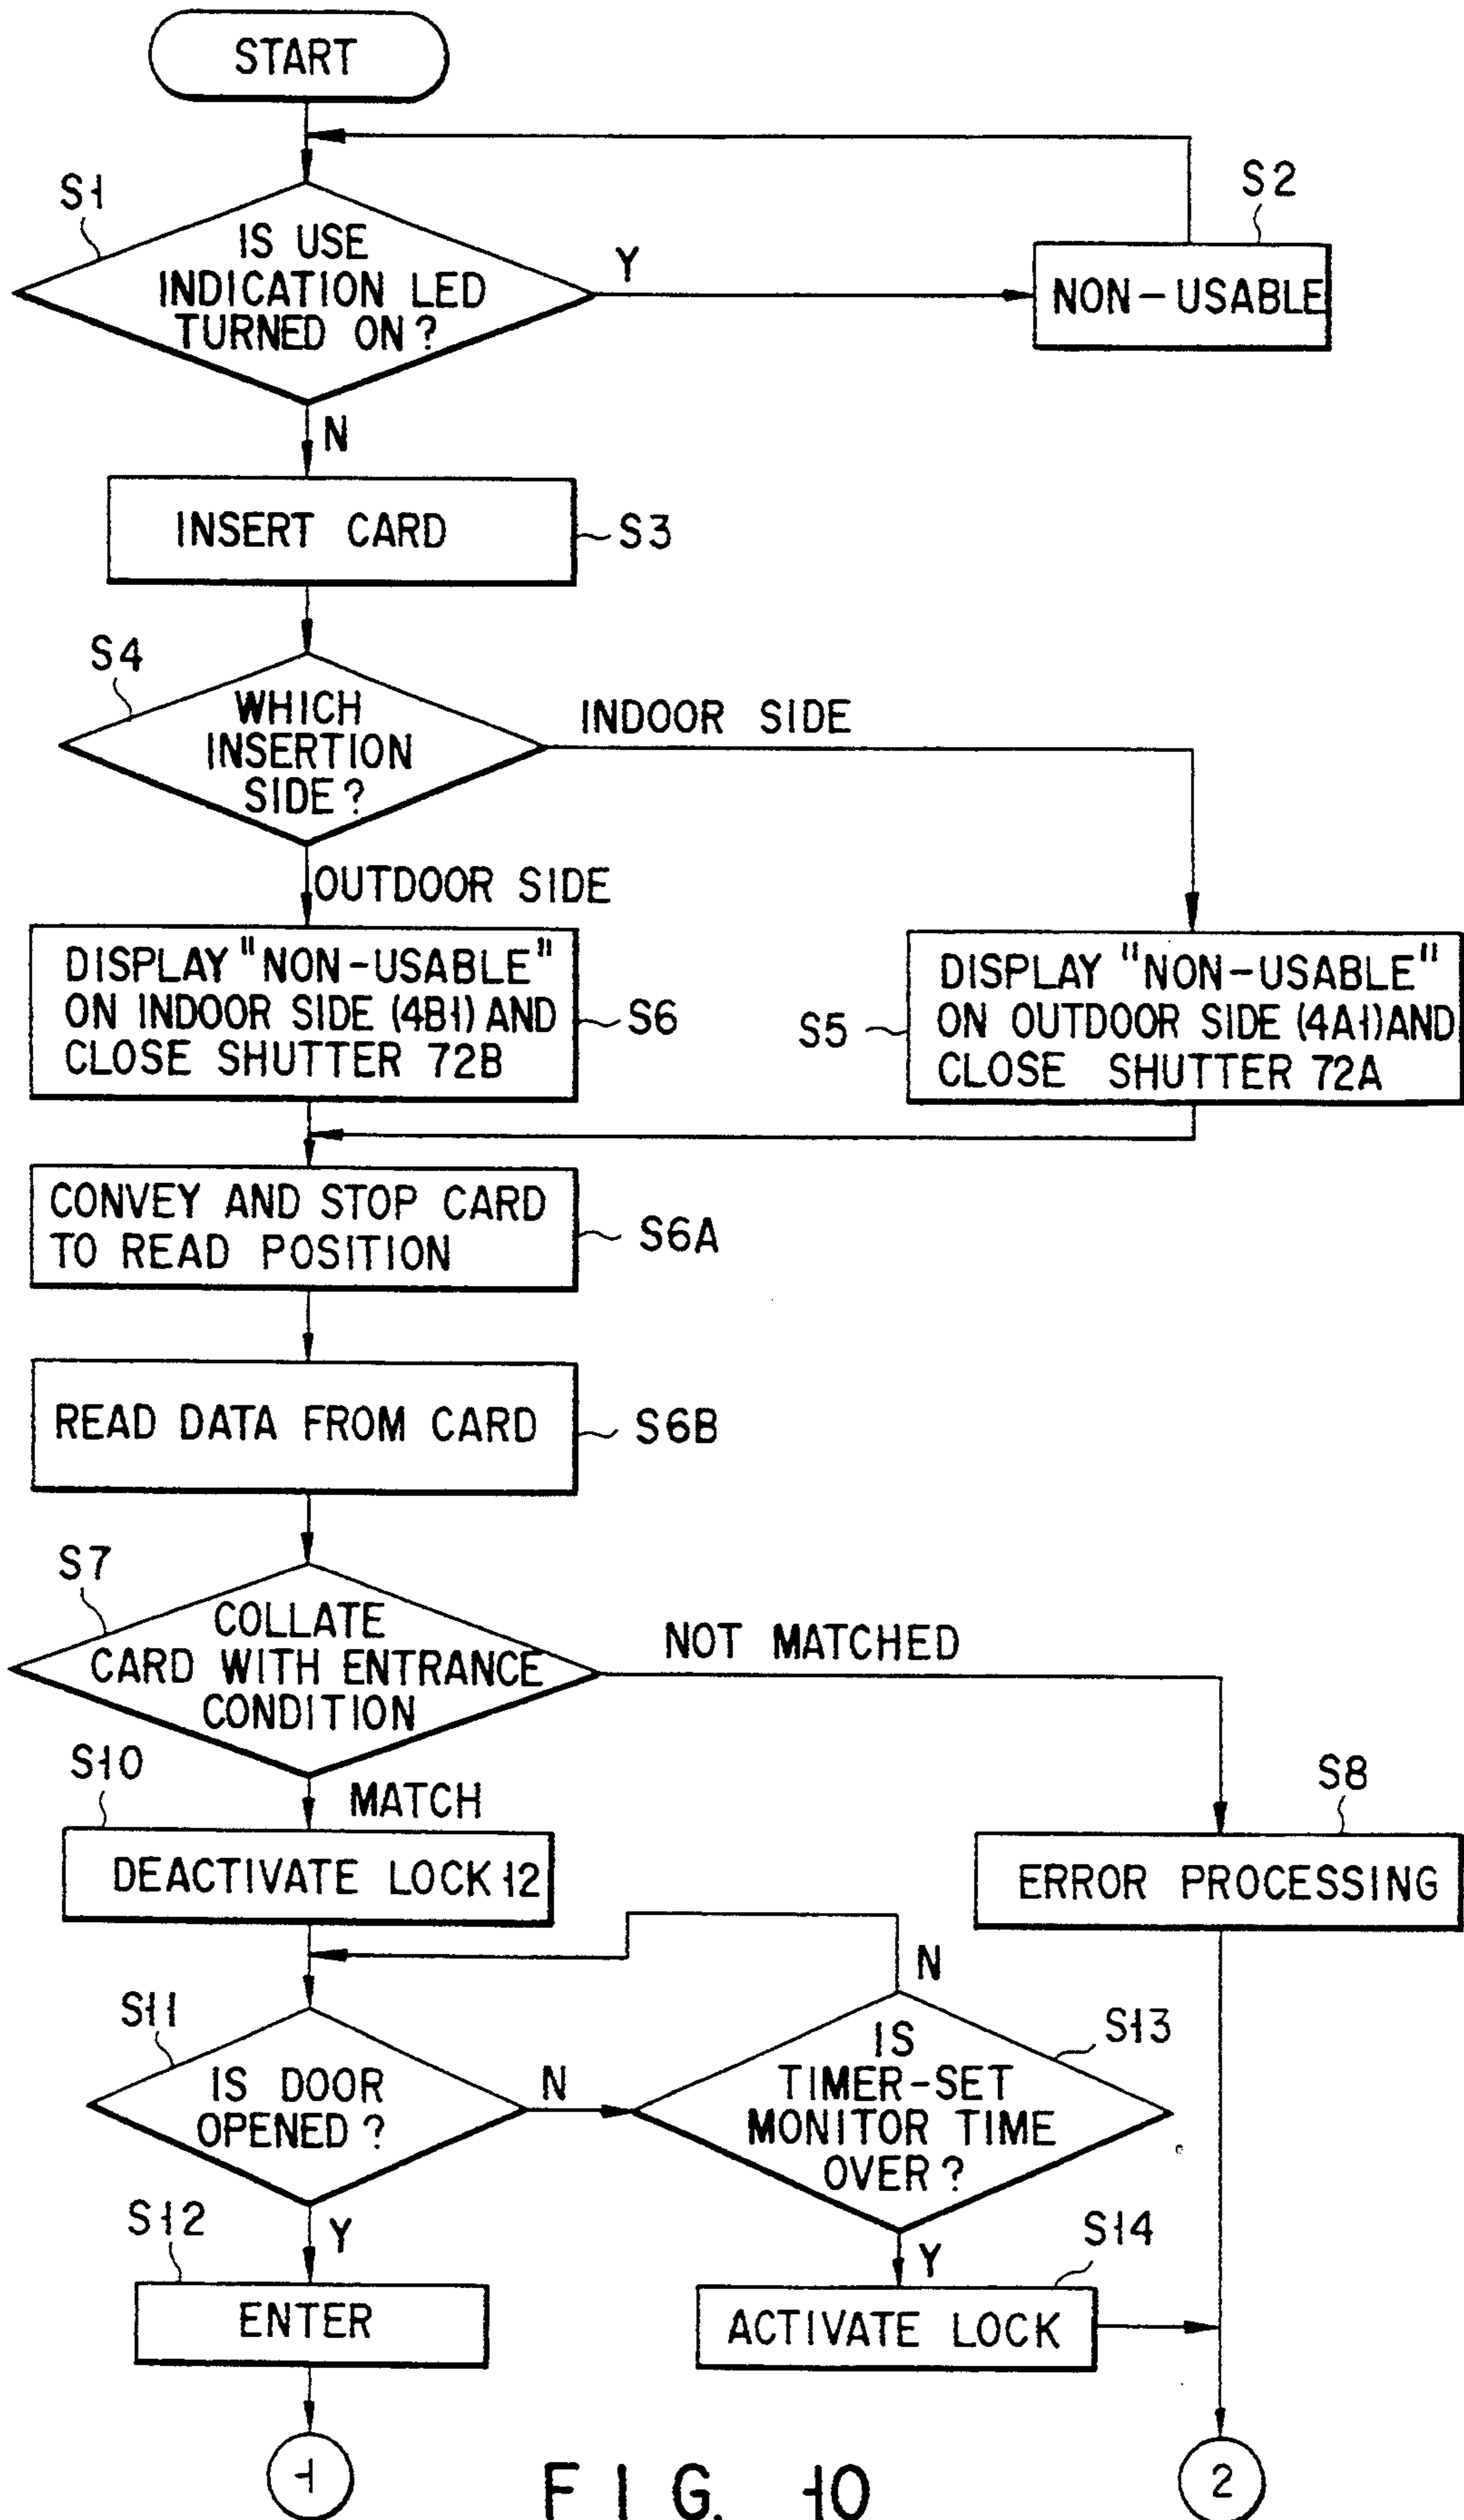 START
S1
IS USE
INDICATION LED
TURNED ON?
Y
S2
NON-USABLE
N
INSERT CARD
S3
S4
WHICH
INSERTION
SIDE?
INDOOR SIDE
OUTDOOR SIDE
DISPLAY "NON-USABLE"
ON INDOOR SIDE (4B1) AND
CLOSE SHUTTER 72B
S6
S5
DISPLAY "NON-USABLE"
ON OUTDOOR SIDE (4A1) AND
CLOSE SHUTTER 72A
CONVEY AND STOP CARD
TO READ POSITION
S6A
READ DATA FROM CARD
S6B
S7
COLLATE
CARD WITH ENTRANCE
CONDITION
NOT MATCHED
S10
MATCH
DEACTIVATE LOCK 12
S8
ERROR PROCESSING
N
S11
IS DOOR
OPENED?
N
S13
IS
TIMER-SET
MONITOR TIME
OVER?
S12
Y
ENTER
Y
S14
ACTIVATE LOCK
1
2
FIG. 10